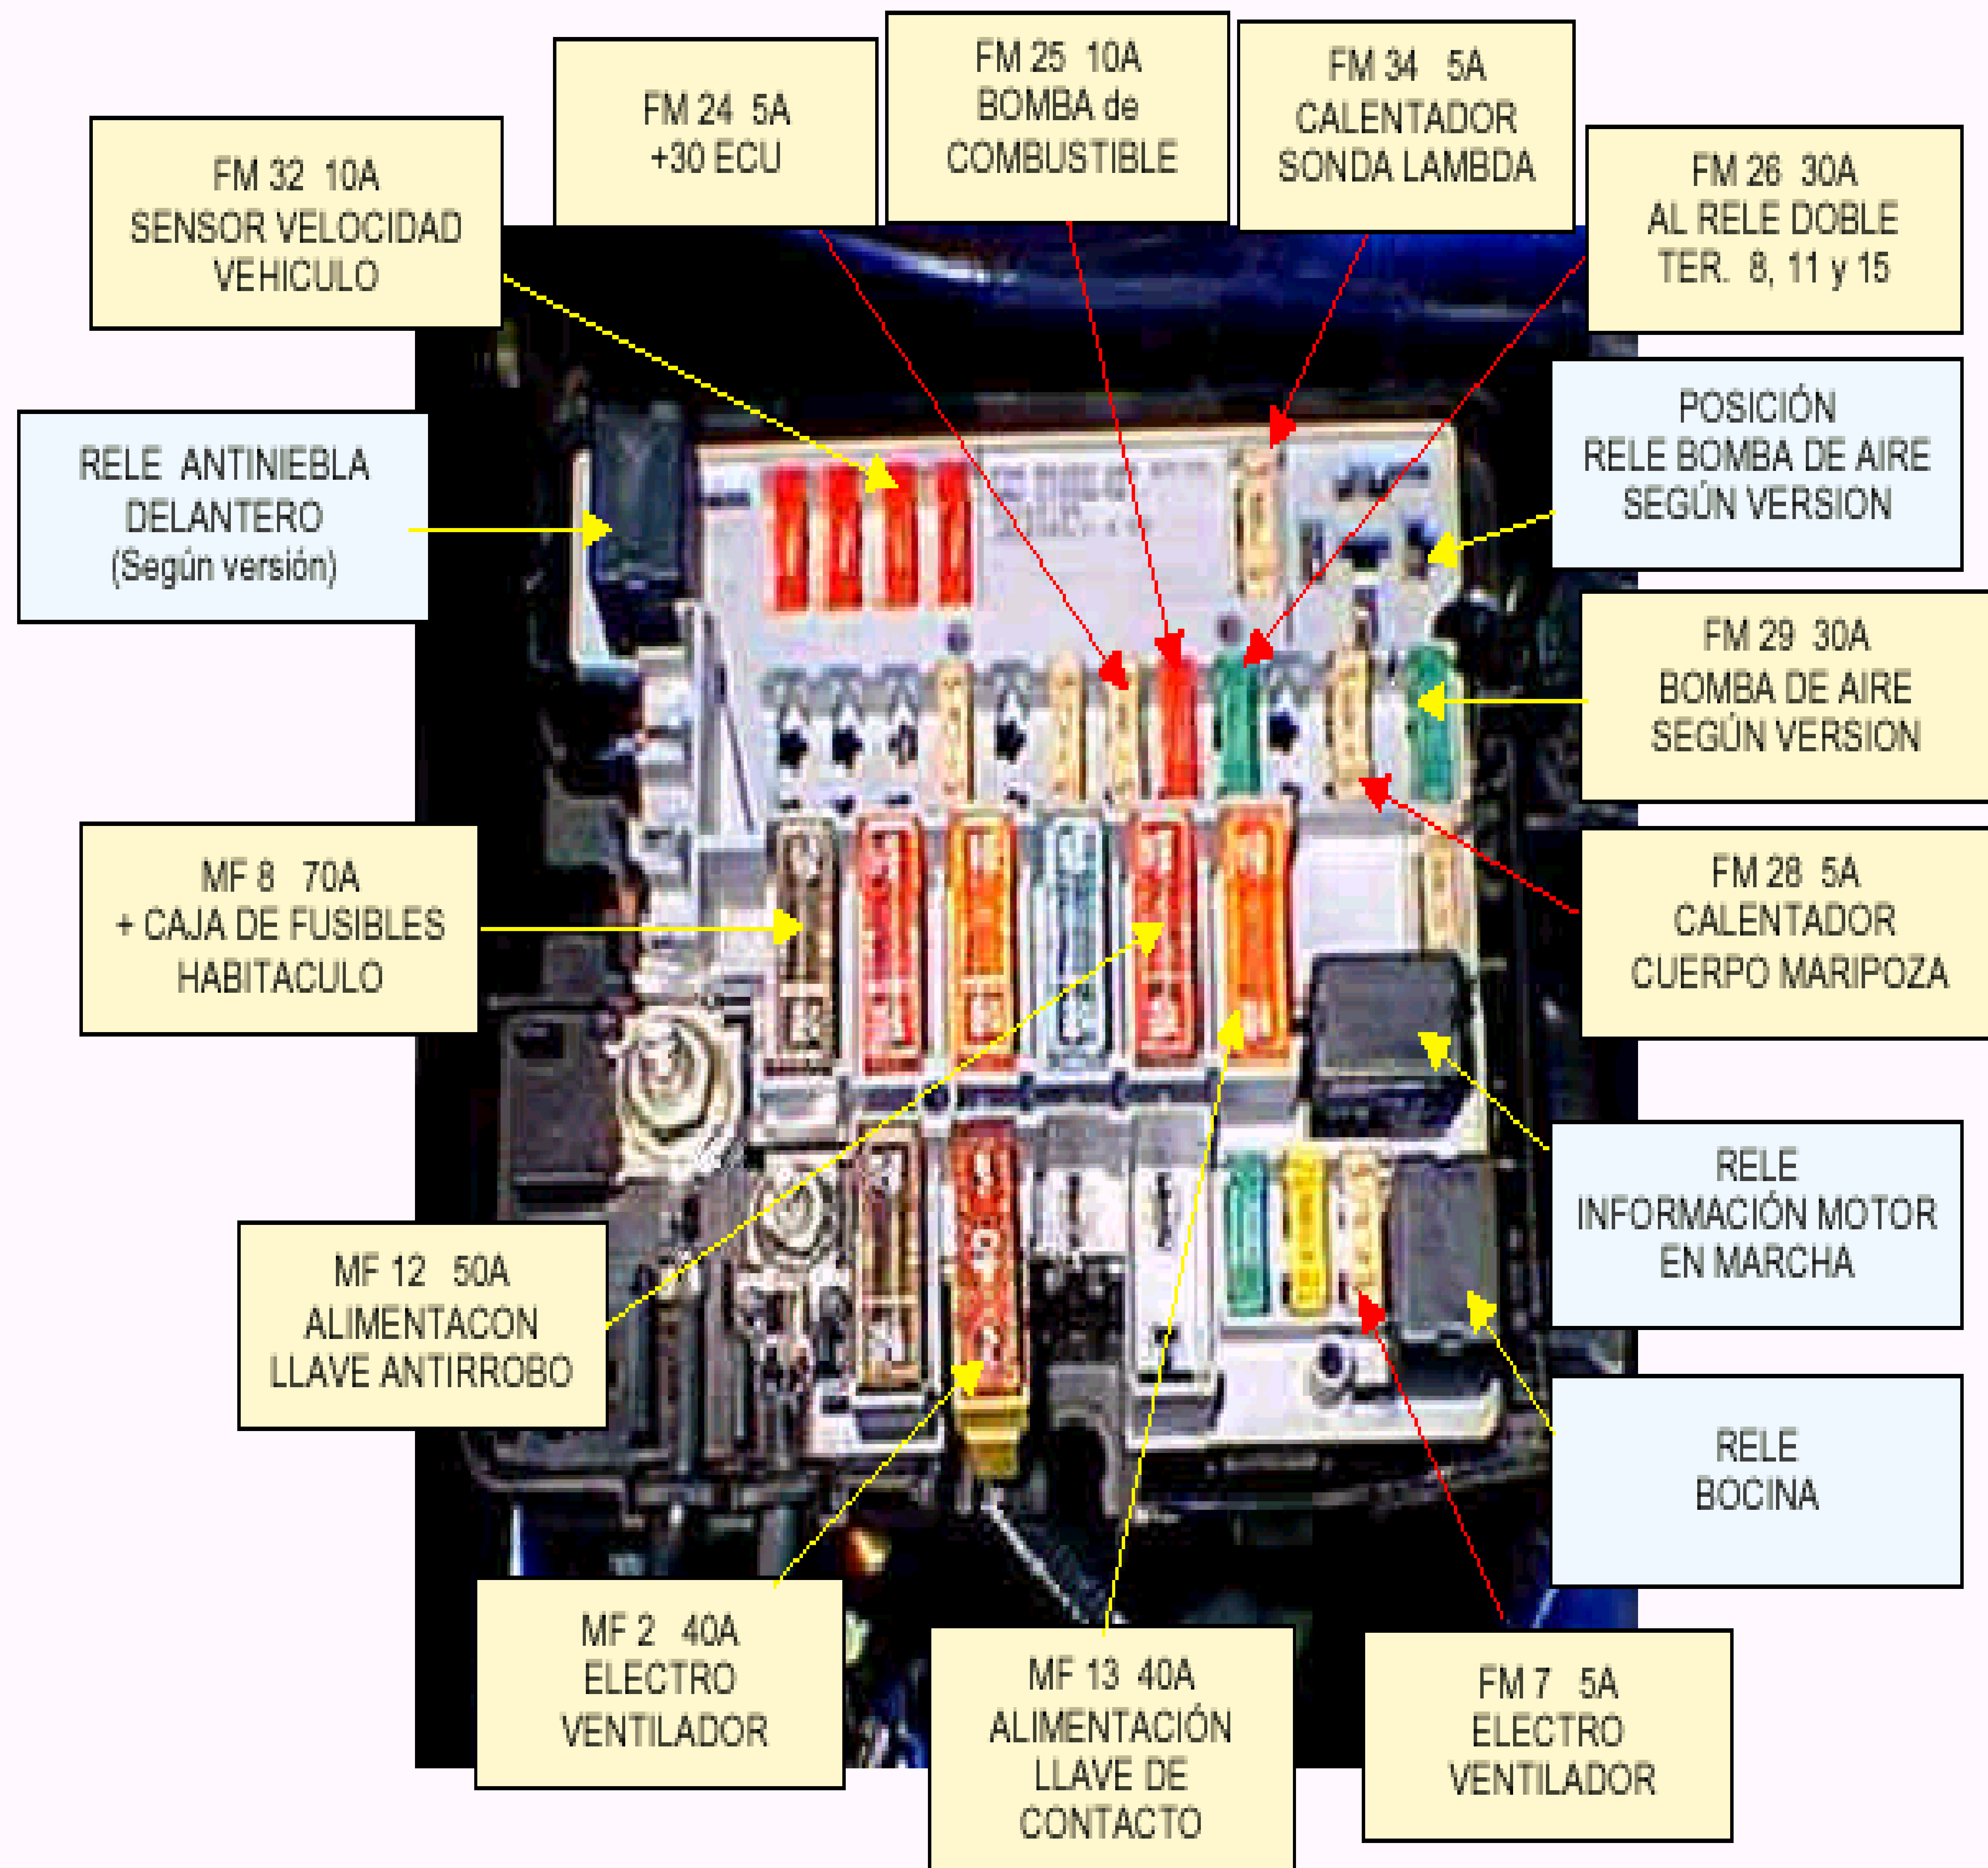 FM 24 5A
+30 ECU
FM 25 10A
BOMBA de
COMBUSTIBLE
FM 34 5A
CALENTADOR
SONDA LAMBDA
FM 32 10A
SENSOR VELOCIDAD
VEHICULO
FM 26 30A
AL RELE DOBLE
TER. 8, 11 y 15
RELE ANTINIEBLA
DELANTERO
(Según versión)
POSICIÓN
RELE BOMBA DE AIRE
SEGÚN VERSION
FM 29 30A
BOMBA DE AIRE
SEGÚN VERSION
MF 8 70A
+ CAJA DE FUSIBLES
HABITACULO
FM 28 5A
CALENTADOR
CUERPO MARIPOZA
RELE
INFORMACIÓN MOTOR
EN MARCHA
MF 12 50A
ALIMENTACON
LLAVE ANTIRROBO
RELE
BOCINA
MF 2 40A
ELECTRO
VENTILADOR
MF 13 40A
ALIMENTACIÓN
LLAVE DE
CONTACTO
FM 7 5A
ELECTRO
VENTILADOR